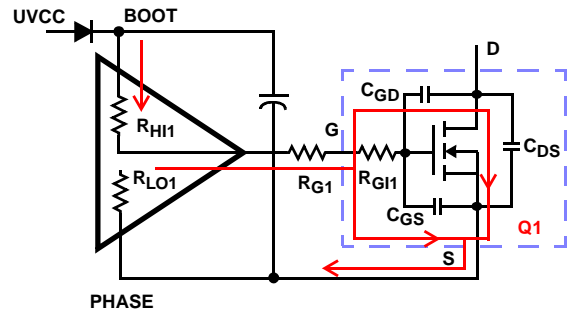 UVCC
BOOT
D
CGD
G
RHI1
CDS
RLO1
RG1
RGI1
CGS
Q1
S
PHASE